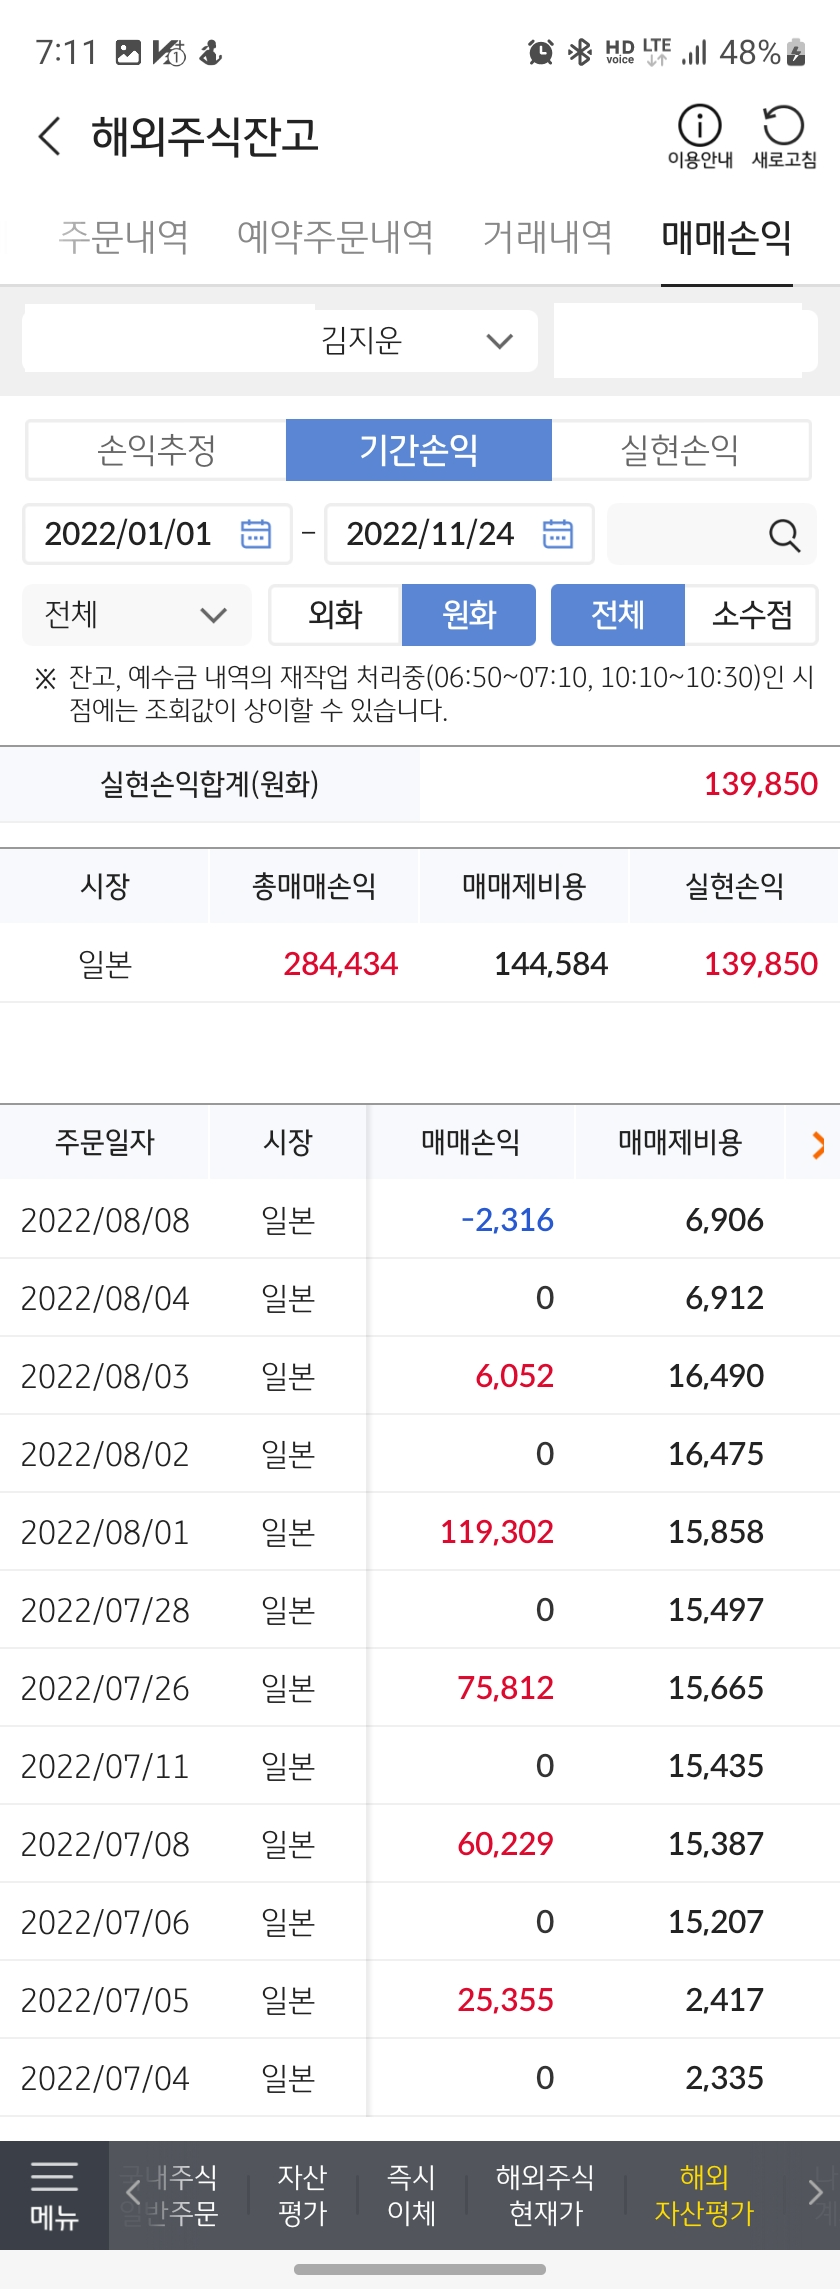 7:11 HD voice LTE 48%
해외주식잔고
이용안내 새로고침
주문내역 예약주문내역 거래내역 매매손익
김지운
손익추정 기간손익 실현손익
2022/01/01 - 2022/11/24
전체 외화 원화 전체 소수점
※ 잔고, 예수금 내역의 재작업 처리중(06:50~07:10, 10:10~10:30)인 시
점에는 조회값이 상이할 수 있습니다.
실현손익합계(원화) 139,850
시장 총매매손익 매매제비용 실현손익
일본 284,434 144,584 139,850
주문일자 시장 매매손익 매매제비용
2022/08/08 일본 -2,316 6,906
2022/08/04 일본 0 6,912
2022/08/03 일본 6,052 16,490
2022/08/02 일본 0 16,475
2022/08/01 일본 119,302 15,858
2022/07/28 일본 0 15,497
2022/07/26 일본 75,812 15,665
2022/07/11 일본 0 15,435
2022/07/08 일본 60,229 15,387
2022/07/06 일본 0 15,207
2022/07/05 일본 25,355 2,417
2022/07/04 일본 0 2,335
국내주식 자산 즉시 해외주식 해외
메뉴 일반주문 평가 이체 현재가 자산평가